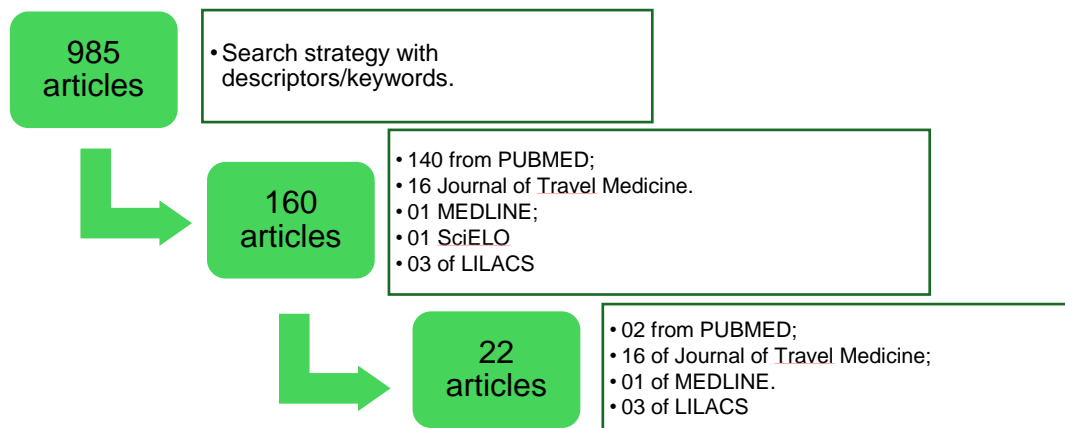 985
articles
• Search strategy with
descriptors/keywords.
160
articles
• 140 from PUBMED;
• 16 Journal of Travel Medicine.
• 01 MEDLINE;
• 01 SciELO
• 03 of LILACS
22
articles
• 02 from PUBMED;
• 16 of Journal of Travel Medicine;
• 01 of MEDLINE.
• 03 of LILACS